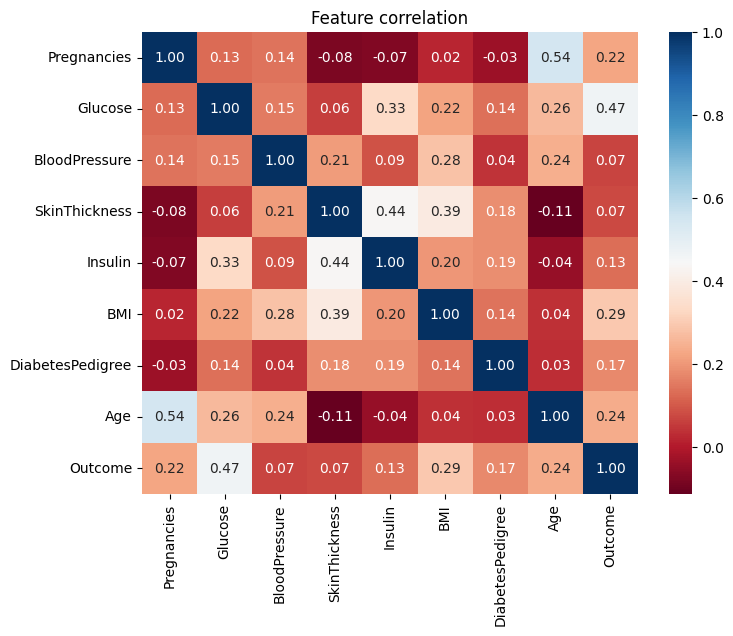 Feature correlation
Pregnancies 1.00 0.13 0.14 -0.08 -0.07 0.02 -0.03 0.54 0.22
Glucose 0.13 1.00 0.15 0.06 0.33 0.22 0.14 0.26 0.47
BloodPressure 0.14 0.15 1.00 0.21 0.09 0.28 0.04 0.24 0.07
SkinThickness -0.08 0.06 0.21 1.00 0.44 0.39 0.18 -0.11 0.07
Insulin -0.07 0.33 0.09 0.44 1.00 0.20 0.19 -0.04 0.13
BMI 0.02 0.22 0.28 0.39 0.20 1.00 0.14 0.04 0.29
DiabetesPedigree -0.03 0.14 0.04 0.18 0.19 0.14 1.00 0.03 0.17
Age 0.54 0.26 0.24 -0.11 -0.04 0.04 0.03 1.00 0.24
Outcome 0.22 0.47 0.07 0.07 0.13 0.29 0.17 0.24 1.00
Pregnancies
Glucose
BloodPressure
SkinThickness
Insulin
BMI
DiabetesPedigree
Age
Outcome
1.0
0.8
0.6
0.4
0.2
0.0